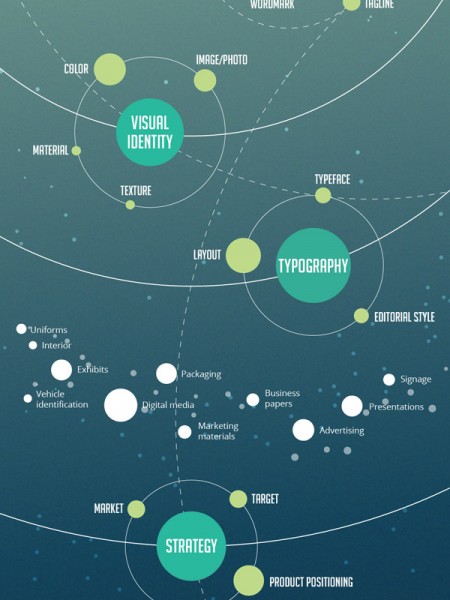 WORDMARK
TAGLINE
COLOR
IMAGE/PHOTO
VISUAL
IDENTITY
MATERIAL
TEXTURE
TYPEFACE
LAYOUT
TYPOGRAPHY
EDITORIAL STYLE
Uniforms
Interior
Exhibits
Packaging
Signage
Vehicle
identification
Digital media
Business
papers
Presentations
Marketing
materials
Advertising
MARKET
TARGET
STRATEGY
PRODUCT POSITIONING